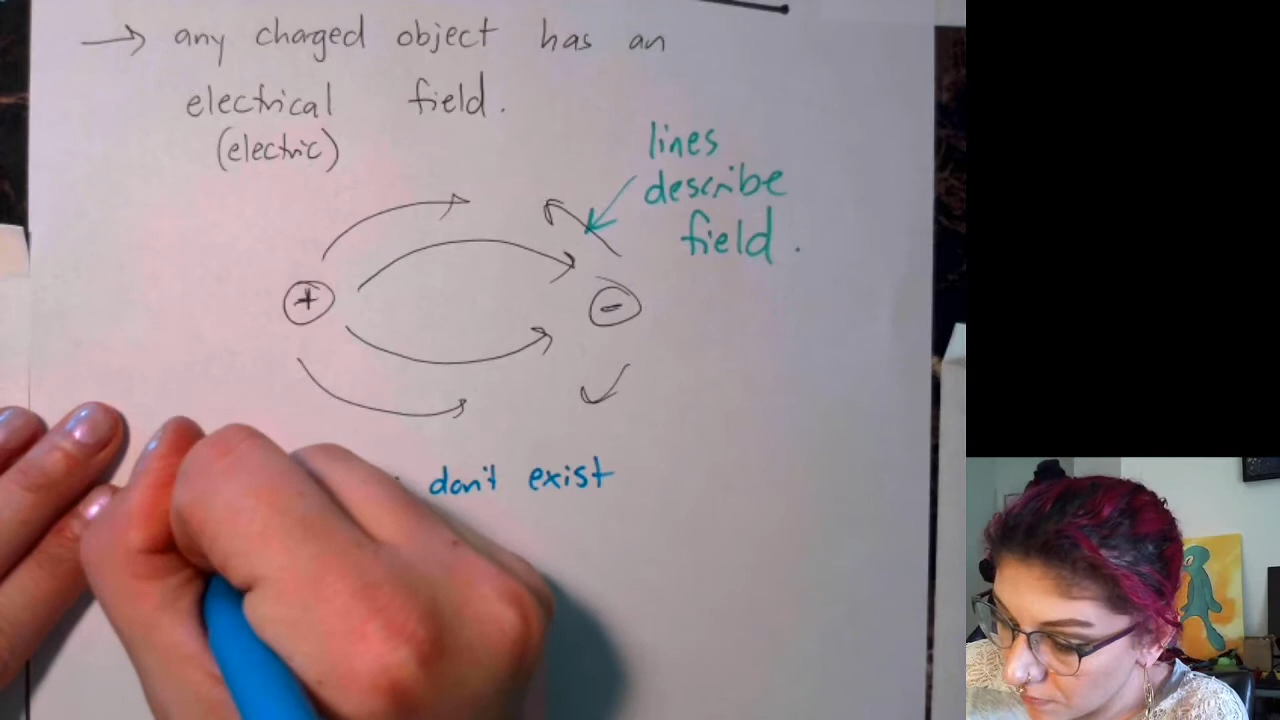 → any charged object has an
electrical field.
(electric)
lines
describe
field.
+
-
don't exist